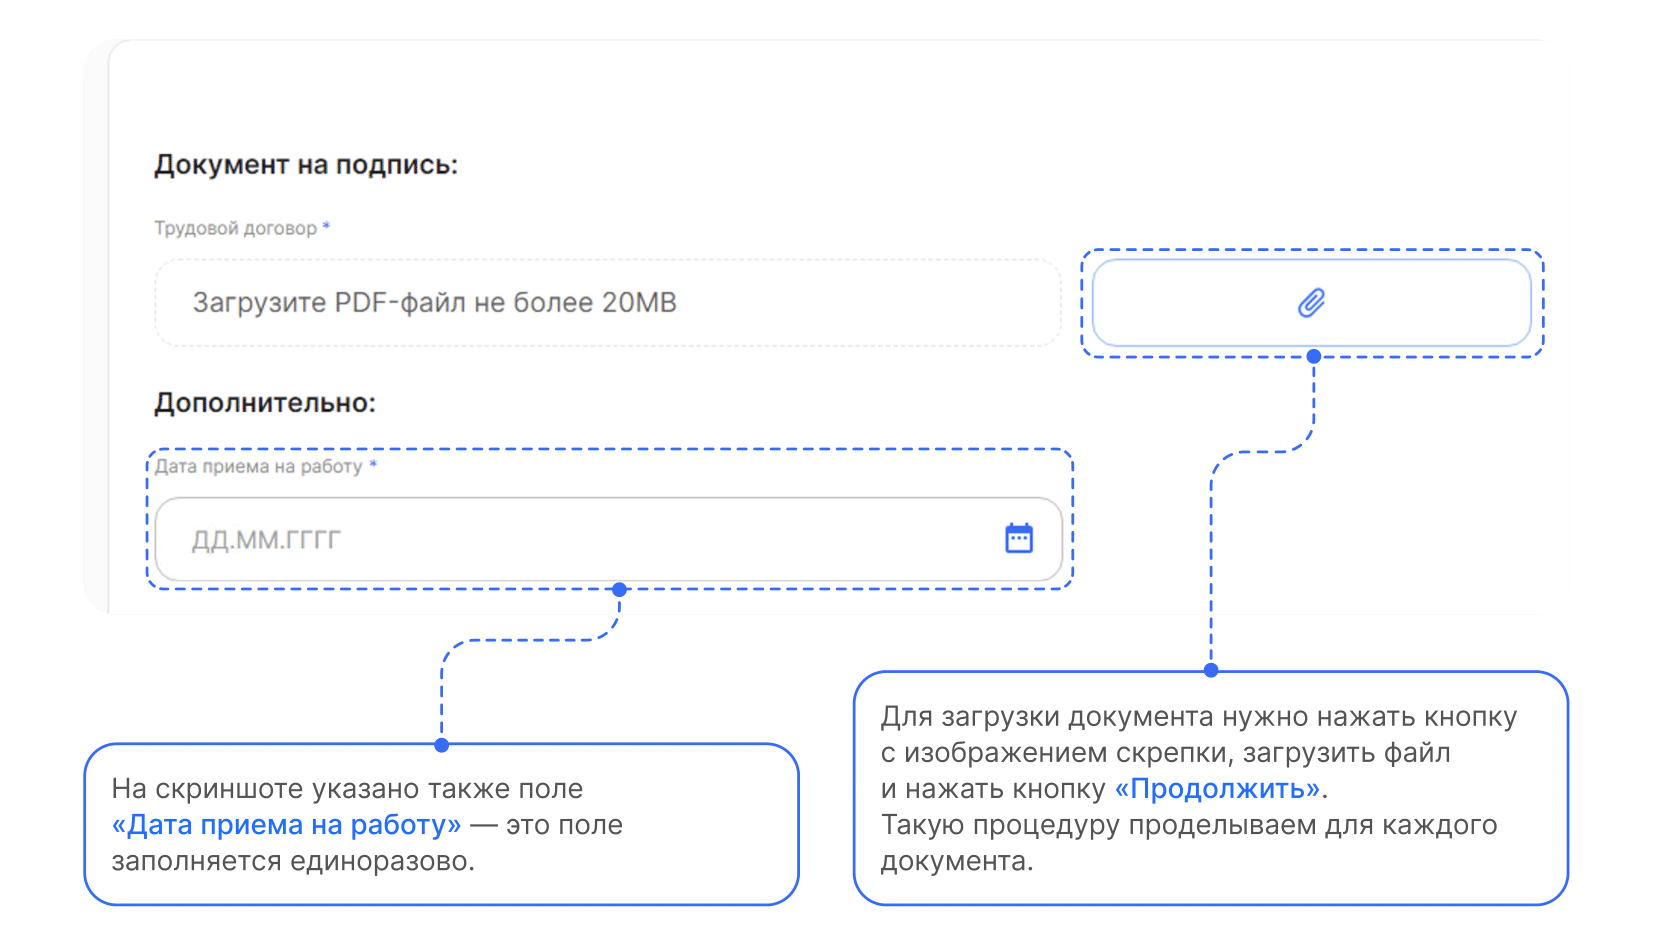 Документ на подпись:
Трудовой договор *
Загрузите PDF-файл не более 20MB
Дополнительно:
Дата приема на работу *
ДД.ММ.ГГГГ
На скриншоте указано также поле
«Дата приема на работу» — это поле
заполняется единоразово.
Для загрузки документа нужно нажать кнопку
с изображением скрепки, загрузить файл
и нажать кнопку «Продолжить».
Такую процедуру проделываем для каждого
документа.